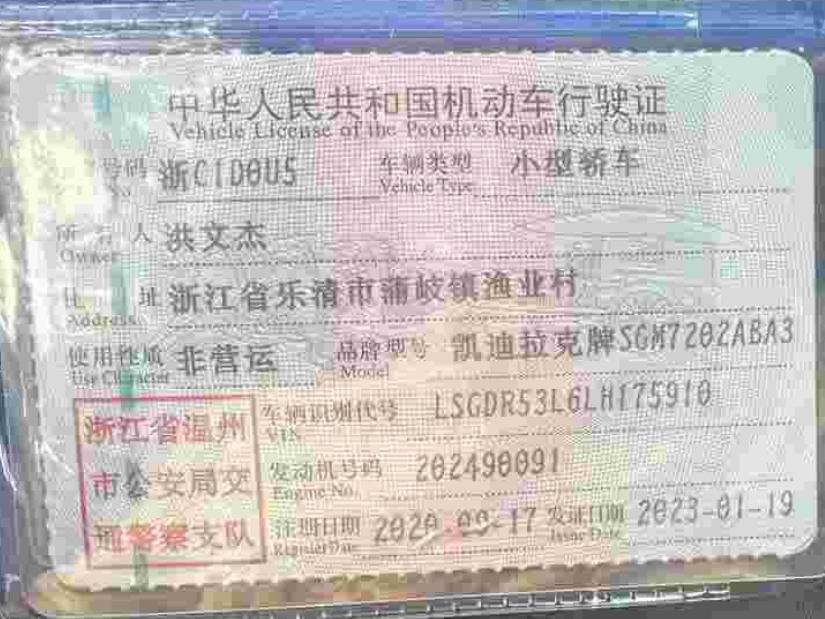 中华人民共和国机动车行驶证
Vehicle License of the People's Republic of China
号码 浙C1D0U5 车辆类型 小型轿车
No. Vehicle Type
所有人 洪文杰
Owner
住 址 浙江省乐清市蒲岐镇渔业村
Address
使用性质 非营运 品牌型号 凯迪拉克牌SGM7202ABA3
Use Character Model
浙江省温州 车辆识别代号 LSGDR53L6LH175910
VIN
市公安局交 发动机号码 202490091
Engine No.
通警察支队 注册日期 2020-09-17 发证日期 2023-01-19
Register Date Issue Date